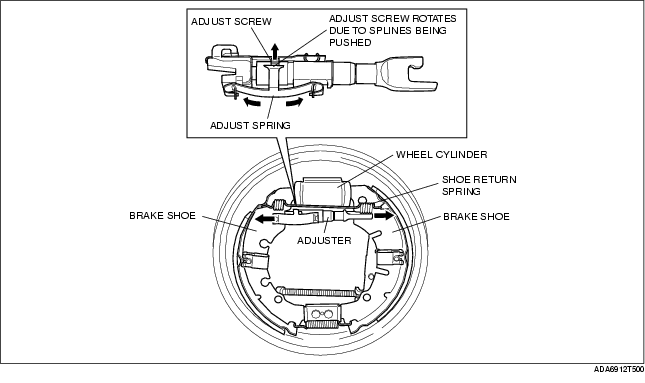 ADJUST SCREW
ADJUST SCREW ROTATES
DUE TO SPLINES BEING
PUSHED
ADJUST SPRING
WHEEL CYLINDER
SHOE RETURN
SPRING
BRAKE SHOE
BRAKE SHOE
ADJUSTER
ADA6912T500